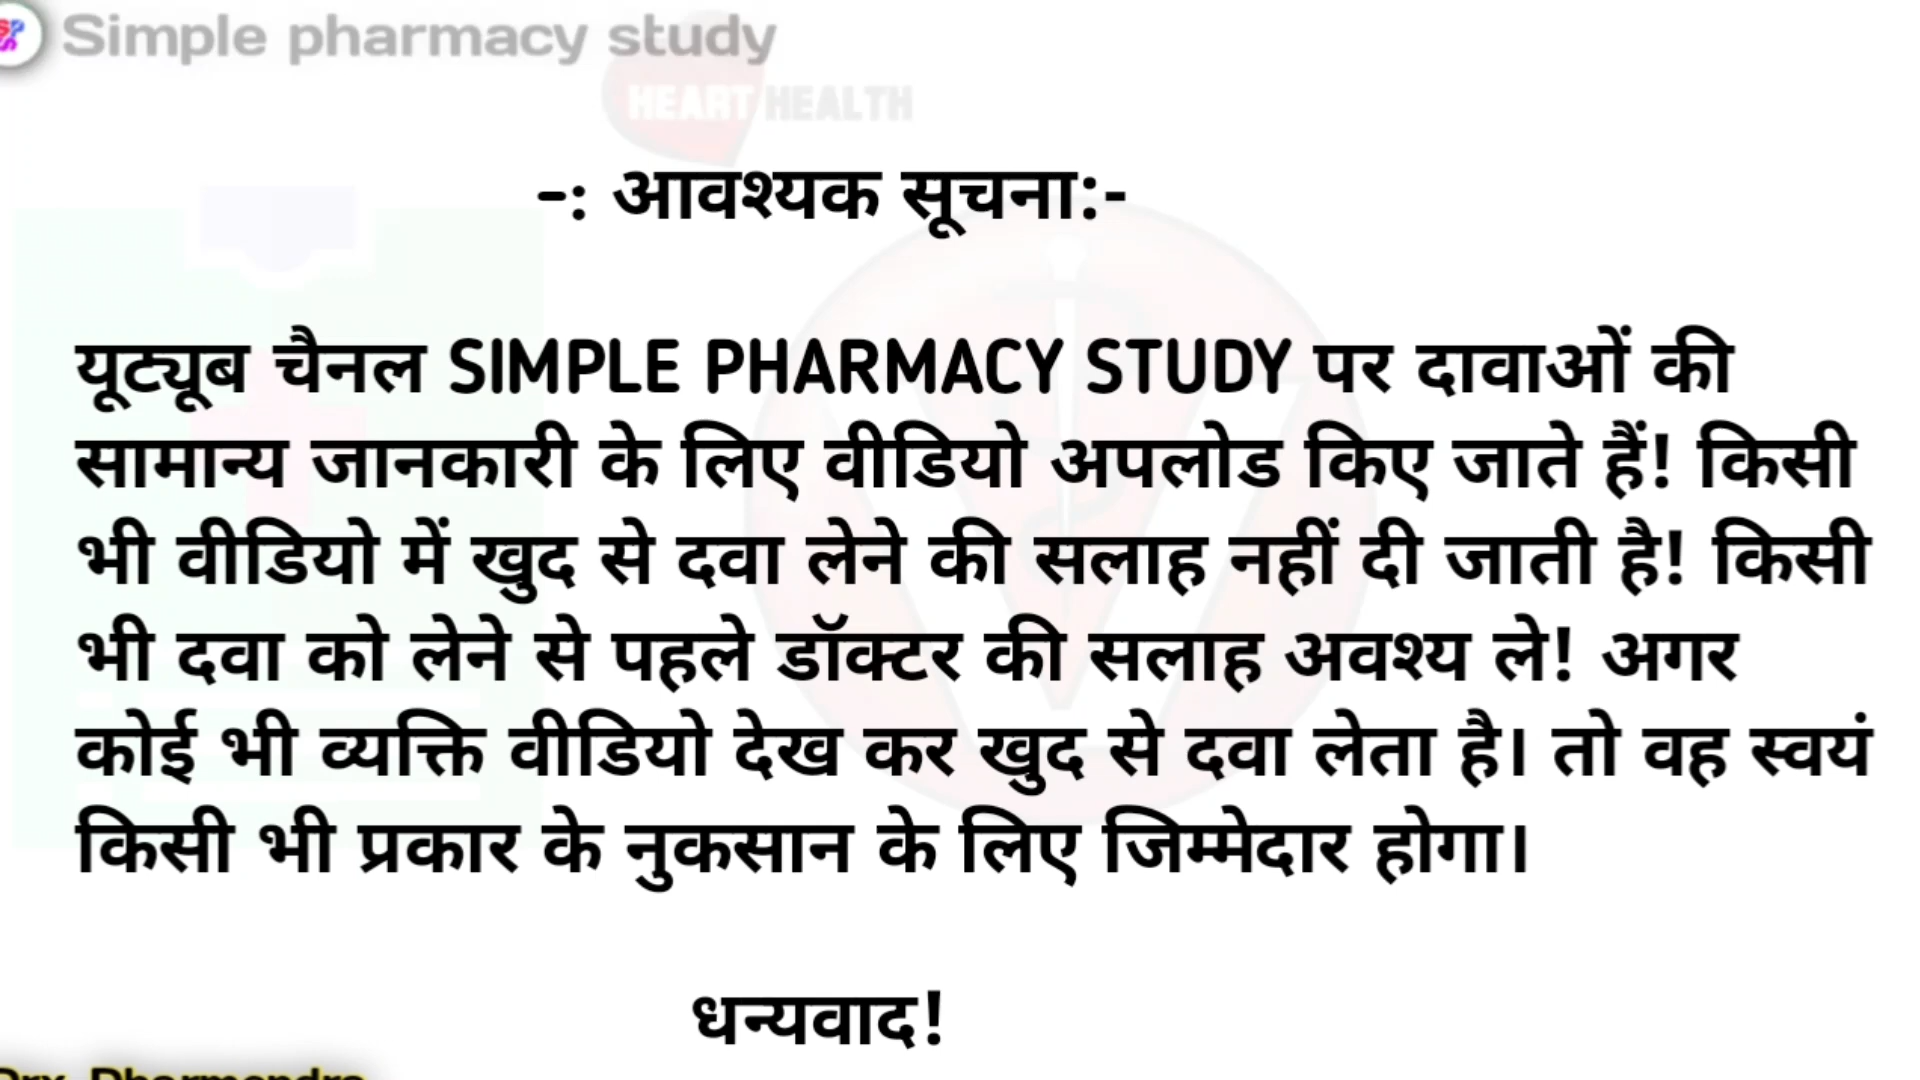 Simple pharmacy study
HEART HEALTH
-: आवश्यक सूचना:-
यूट्यूब चैनल SIMPLE PHARMACY STUDY पर दावाओं की
सामान्य जानकारी के लिए वीडियो अपलोड किए जाते हैं! किसी
भी वीडियो में खुद से दवा लेने की सलाह नहीं दी जाती है! किसी
भी दवा को लेने से पहले डॉक्टर की सलाह अवश्य ले! अगर
कोई भी व्यक्ति वीडियो देख कर खुद से दवा लेता है। तो वह स्वयं
किसी भी प्रकार के नुकसान के लिए जिम्मेदार होगा।
धन्यवाद!